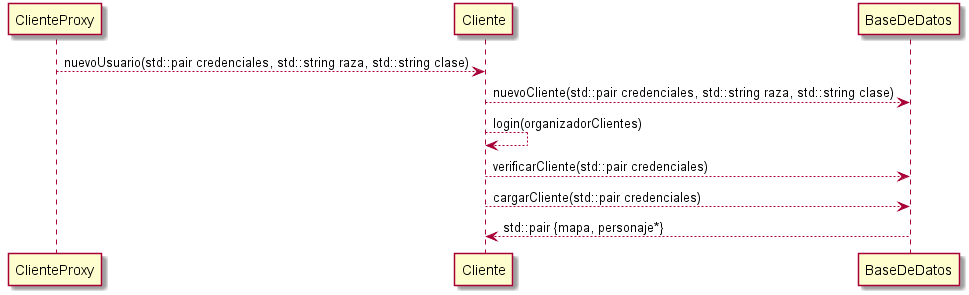 ClienteProxy
Cliente
BaseDeDatos
nuevoUsuario(std::pair credenciales, std::string raza, std::string clase)
nuevoCliente(std::pair credenciales, std::string raza, std::string clase)
login(organizadorClientes)
verificarCliente(std::pair credenciales)
cargarCliente(std::pair credenciales)
std::pair {mapa, personaje*}
ClienteProxy
Cliente
BaseDeDatos